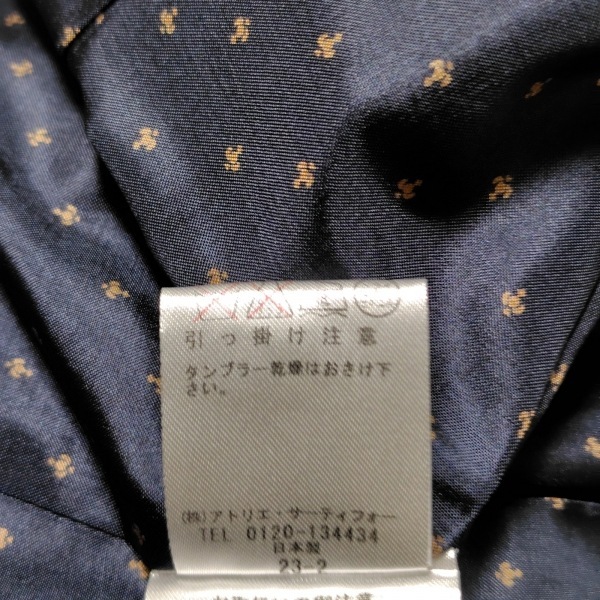 引っ掛け注意
タンブラー乾燥はおさけ下
さい。
(株)アトリエ・サーティフォー
TEL 0120-134434
日本製
23.2